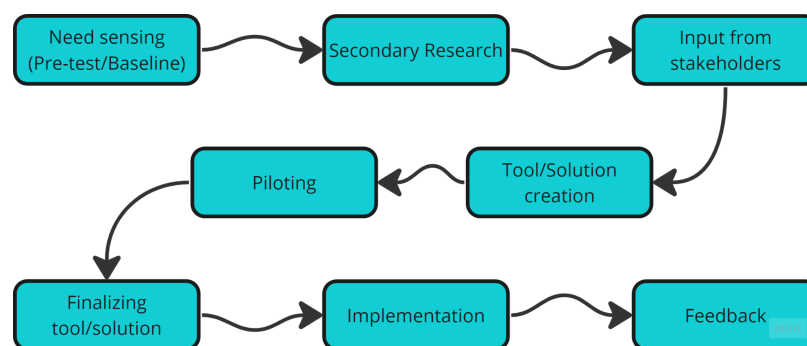 Need sensing
(Pre-test/Baseline)
Secondary Research
Input from
stakeholders
Tool/Solution
creation
Piloting
Finalizing
tool/solution
Implementation
Feedback
miro